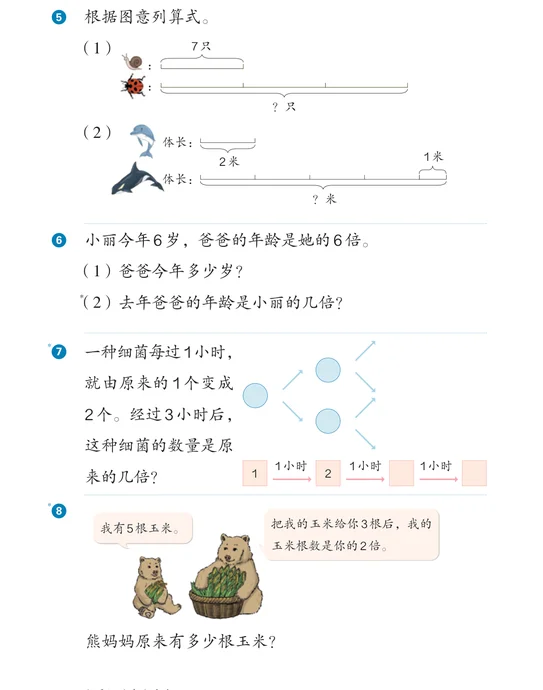 5 根据图意列算式。
（1）
7只
：
：
？只
（2）
体长：
2米
1米
体长：
？米
6 小丽今年6岁，爸爸的年龄是她的6倍。
（1）爸爸今年多少岁？
*（2）去年爸爸的年龄是小丽的几倍？
*7 一种细菌每过1小时，
就由原来的1个变成
2个。经过3小时后，
这种细菌的数量是原
来的几倍？
1 1小时 2 1小时 1小时
*8
我有5根玉米。
把我的玉米给你3根后，我的
玉米根数是你的2倍。
熊妈妈原来有多少根玉米？